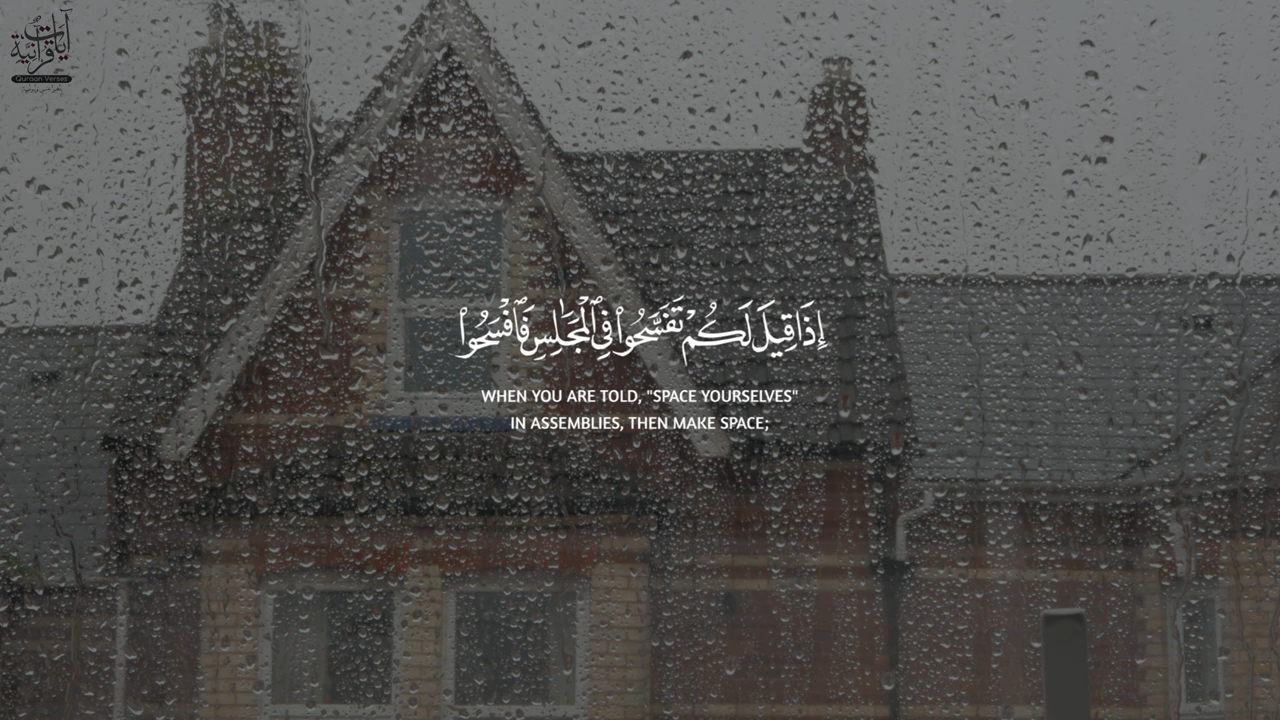 آيات قرآنية
Quraan Verses
إِذَا قِيلَ لَكُمْ تَفَسَّحُوا۟ فِى ٱلْمَجَٰلِسِ فَٱفْسَحُوا۟
WHEN YOU ARE TOLD, "SPACE YOURSELVES"
IN ASSEMBLIES, THEN MAKE SPACE;